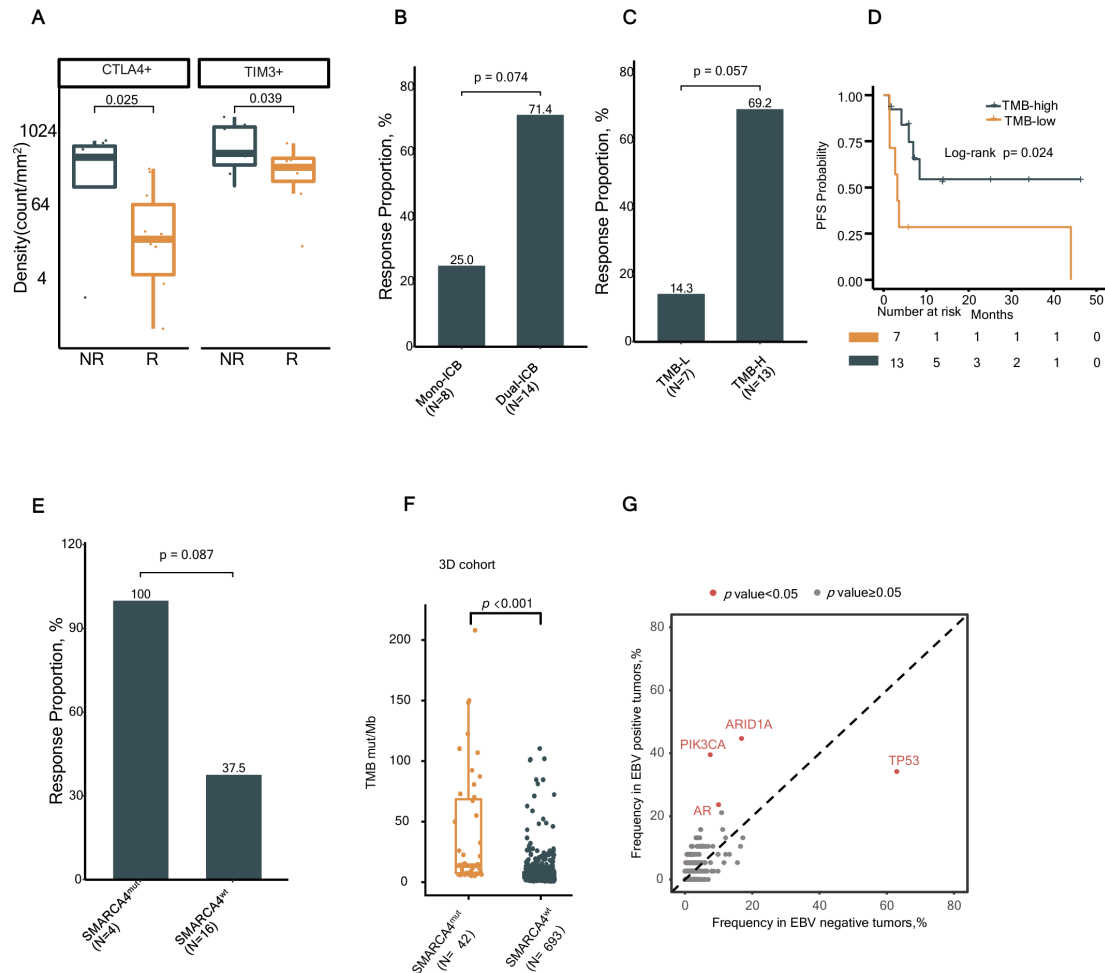 A
CTLA4+
TIM3+
0.025
0.039
Density(count/mm²)
1024
64
4
NR
R
NR
R
B
p = 0.074
Response Proportion, %
80
60
40
20
0
25.0
71.4
Mono-ICB
(N=8)
Dual-ICB
(N=14)
C
p = 0.057
Response Proportion, %
80
60
40
20
0
14.3
69.2
TMB-L
(N=7)
TMB-H
(N=13)
D
TMB-high
TMB-low
Log-rank p= 0.024
PFS Probability
1.00
0.75
0.50
0.25
0.00
0 10 20 30 40 50
Number at risk
Months
7 1 1 1 1 0
13 5 3 2 1 0
E
p = 0.087
Response Proportion, %
120
90
60
30
0
100
37.5
SMARCA4mut
(N=4)
SMARCA4wt
(N=16)
F
3D cohort
p <0.001
TMB mut/Mb
200
150
100
50
0
SMARCA4mut
(N= 42)
SMARCA4wt
(N= 693)
G
p value<0.05
p value≥0.05
Frequency in EBV positive tumors,%
80
60
40
20
0
ARID1A
PIK3CA
TP53
AR
0 20 40 60 80
Frequency in EBV negative tumors,%